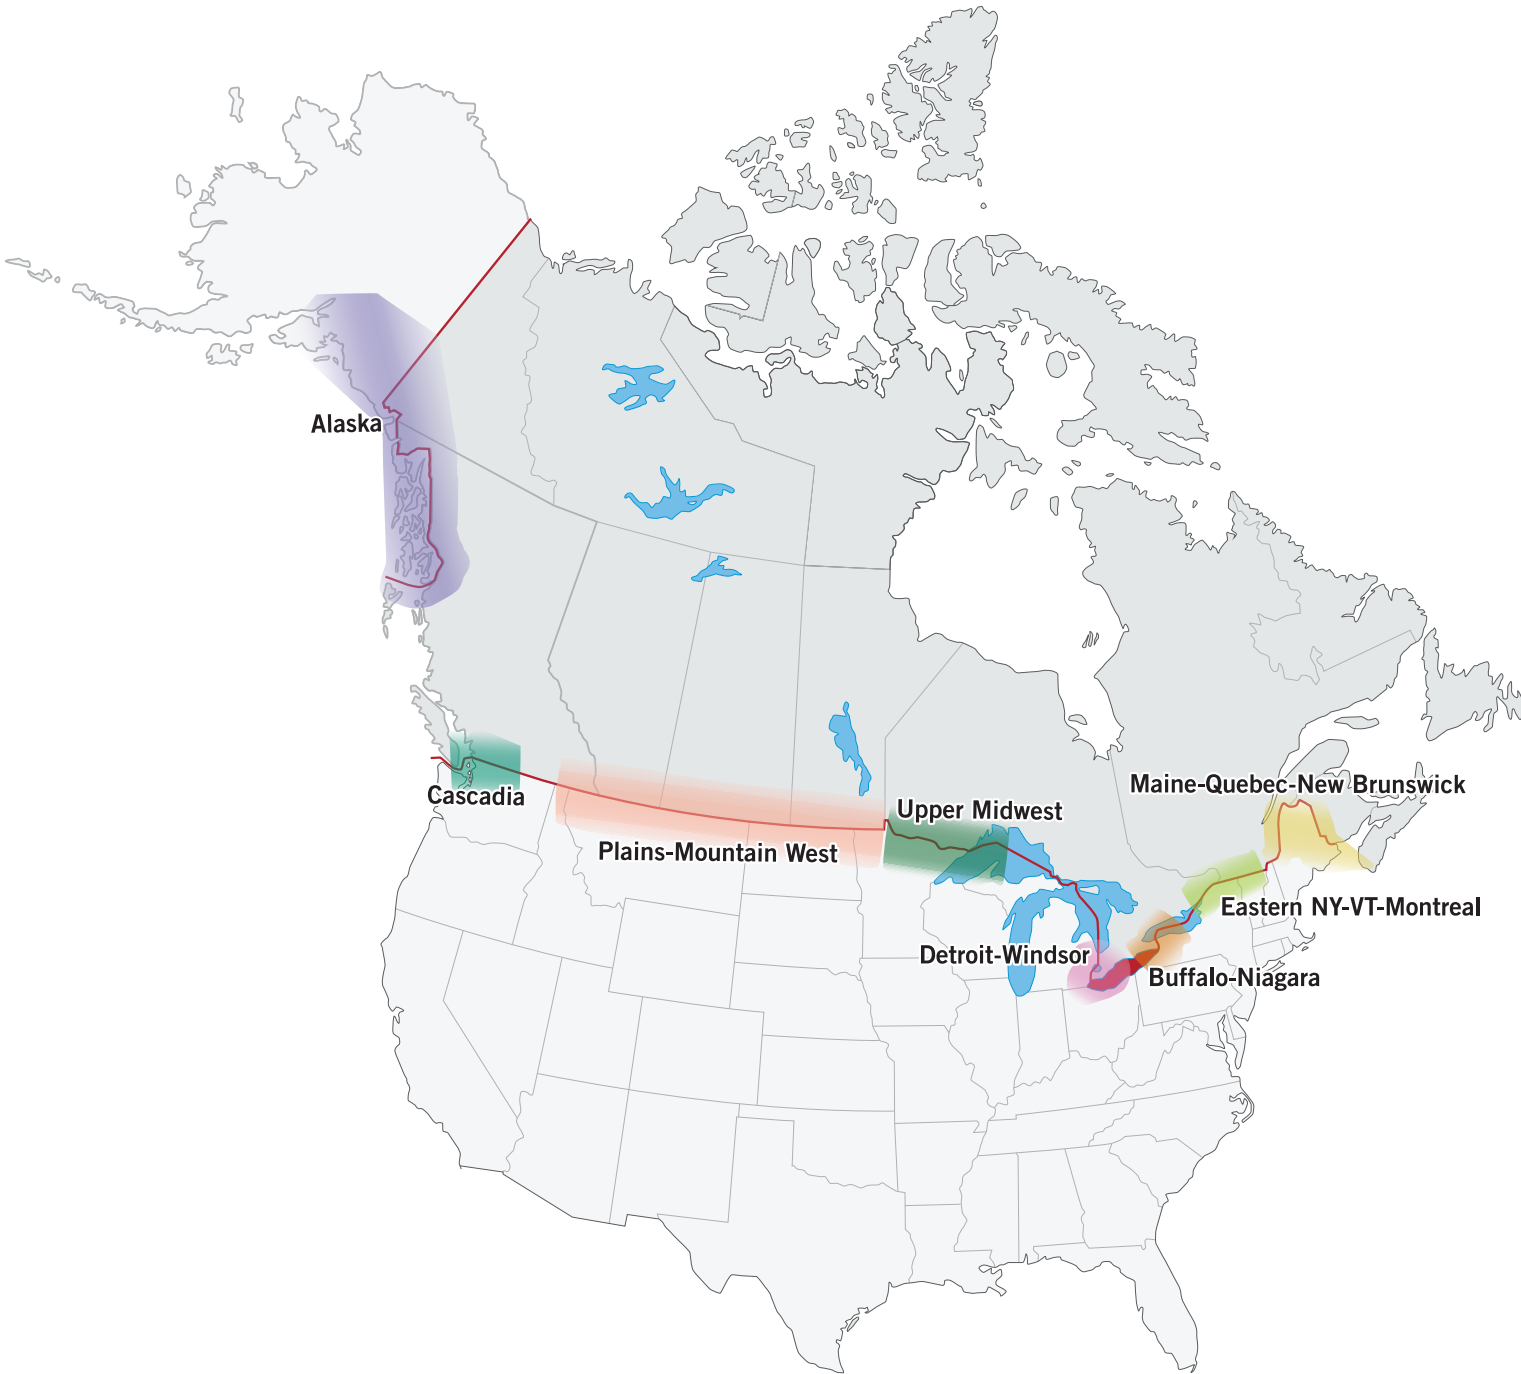 Alaska
Maine-Quebec-New Brunswick
Cascadia
Upper Midwest
Plains-Mountain West
Eastern NY-VT-Montreal
Detroit-Windsor
Buffalo-Niagara